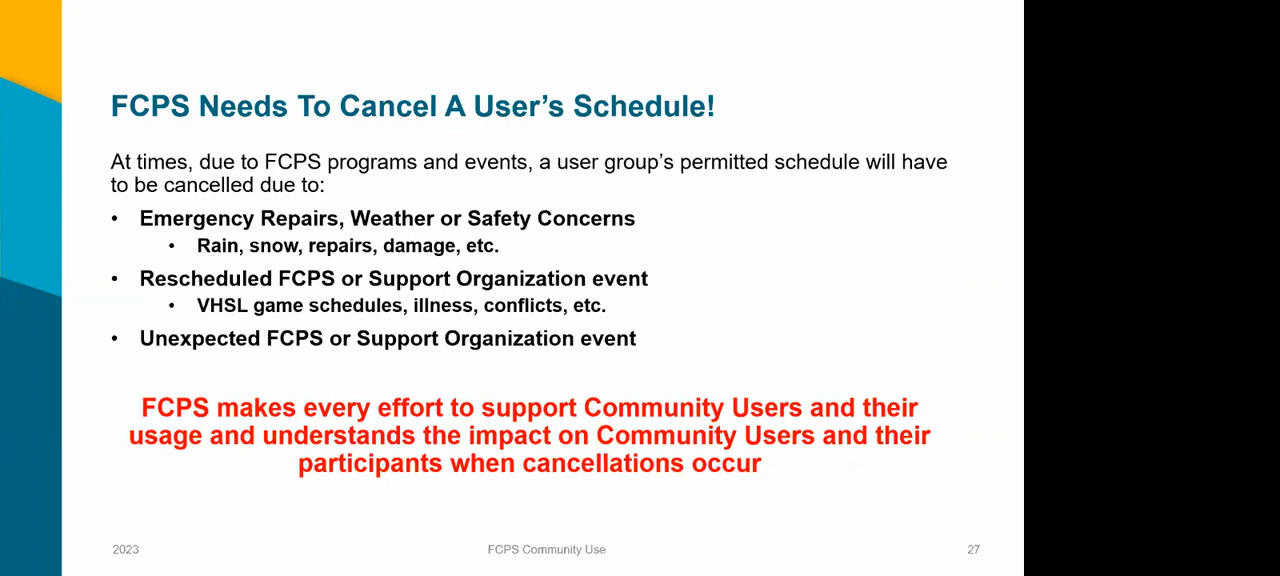 FCPS Needs To Cancel A User’s Schedule!
At times, due to FCPS programs and events, a user group’s permitted schedule will have
to be cancelled due to:
• Emergency Repairs, Weather or Safety Concerns
• Rain, snow, repairs, damage, etc.
• Rescheduled FCPS or Support Organization event
• VHSL game schedules, illness, conflicts, etc.
• Unexpected FCPS or Support Organization event
FCPS makes every effort to support Community Users and their
usage and understands the impact on Community Users and their
participants when cancellations occur
2023 FCPS Community Use 27